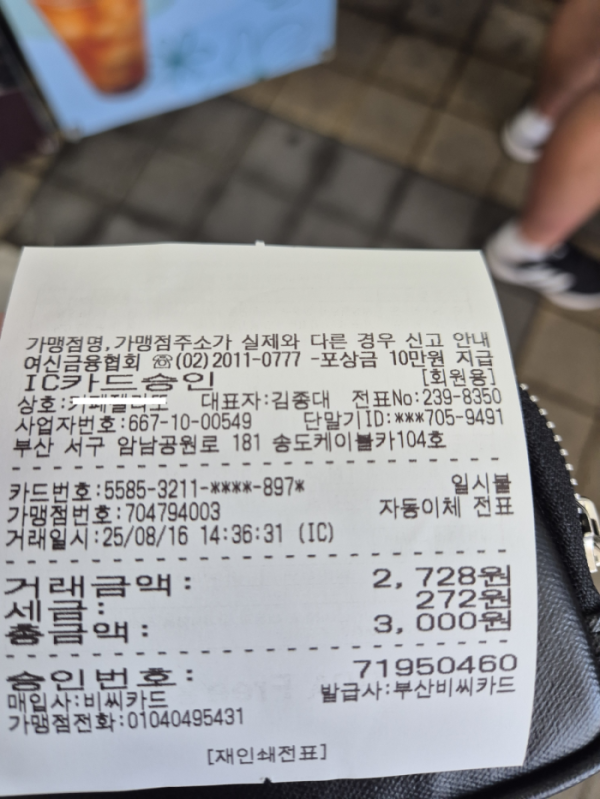 가맹점명,가맹점주소가 실제와 다른 경우 신고 안내
여신금융협회 ☎(02)2011-0777 -포상금 10만원 지급
IC카드승인 [회원용]
상호: 대표자:김종대 전표No:239-8350
사업자번호:667-10-00549 단말기ID:***705-9491
부산 서구 암남공원로 181 송도케이블카104호
카드번호:5585-3211-****-897* 일시불
가맹점번호:704794003 자동이체 전표
거래일시:25/08/16 14:36:31 (IC)
거래금액: 2,728원
세금: 272원
총금액: 3,000원
승인번호: 71950460
매입사:비씨카드 발급사:부산비씨카드
가맹점전화:01040495431
[재인쇄전표]